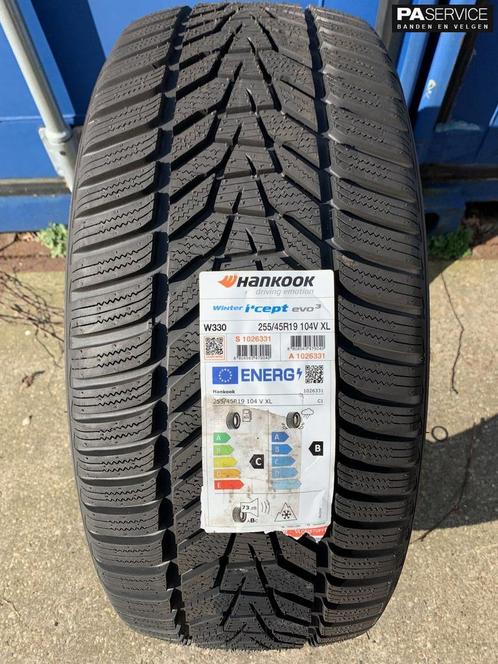 PASERVICE
BANDEN EN VELGEN
HANKOOK
driving emotion
Winter i*cept evo3
W330
255/45R19 104V XL
S 1026331
A 1026331
ENERG
Hankook
1026331
255/45R19 104 V XL
C1
A
B
C
D
E
C
A
B
C
D
E
B
73 dB